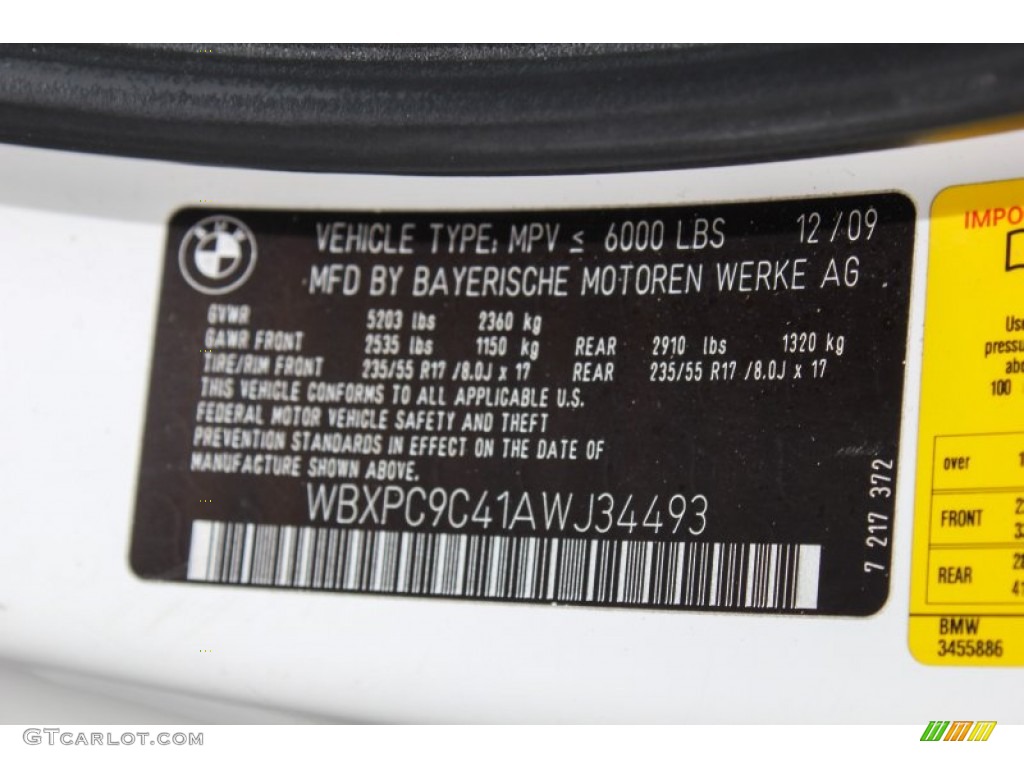 VEHICLE TYPE: MPV ≤ 6000 LBS 12/09
MFD BY BAYERISCHE MOTOREN WERKE AG
GVWR 5203 lbs 2360 kg
GAWR FRONT 2535 lbs 1150 kg REAR 2910 lbs 1320 kg
TIRE/RIM FRONT 235/55 R17 /8.0J x 17 REAR 235/55 R17 /8.0J x 17
THIS VEHICLE CONFORMS TO ALL APPLICABLE U.S.
FEDERAL MOTOR VEHICLE SAFETY AND THEFT
PREVENTION STANDARDS IN EFFECT ON THE DATE OF
MANUFACTURE SHOWN ABOVE.
WBXPC9C41AWJ34493
7 217 372
IMPO
Use
pressu
abo
100
over
FRONT
REAR
BMW
3455886
GTCARLOT.COM